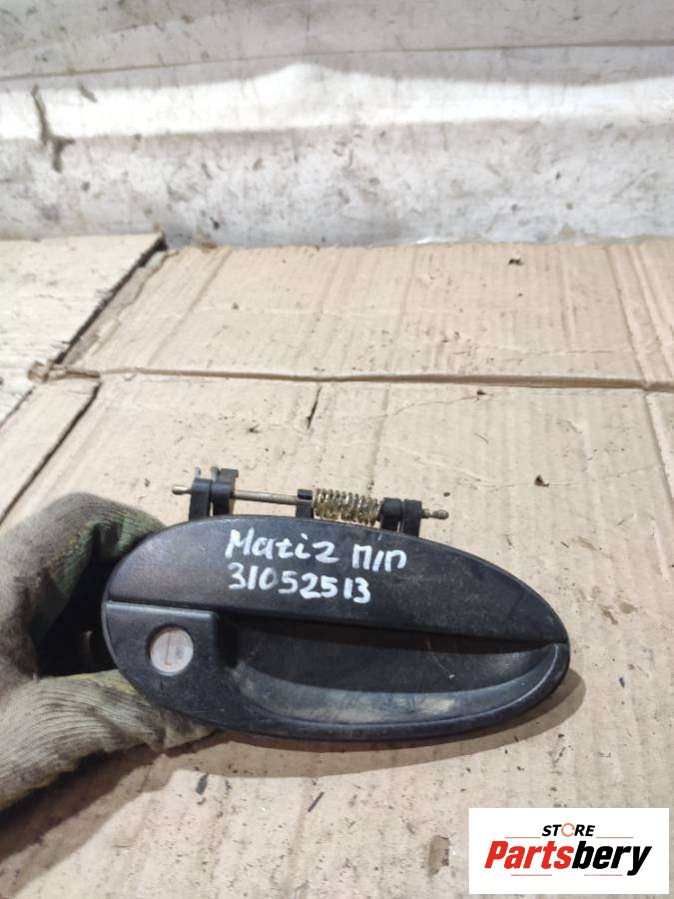 Matiz П/П
31052513
STORE
Partsbery